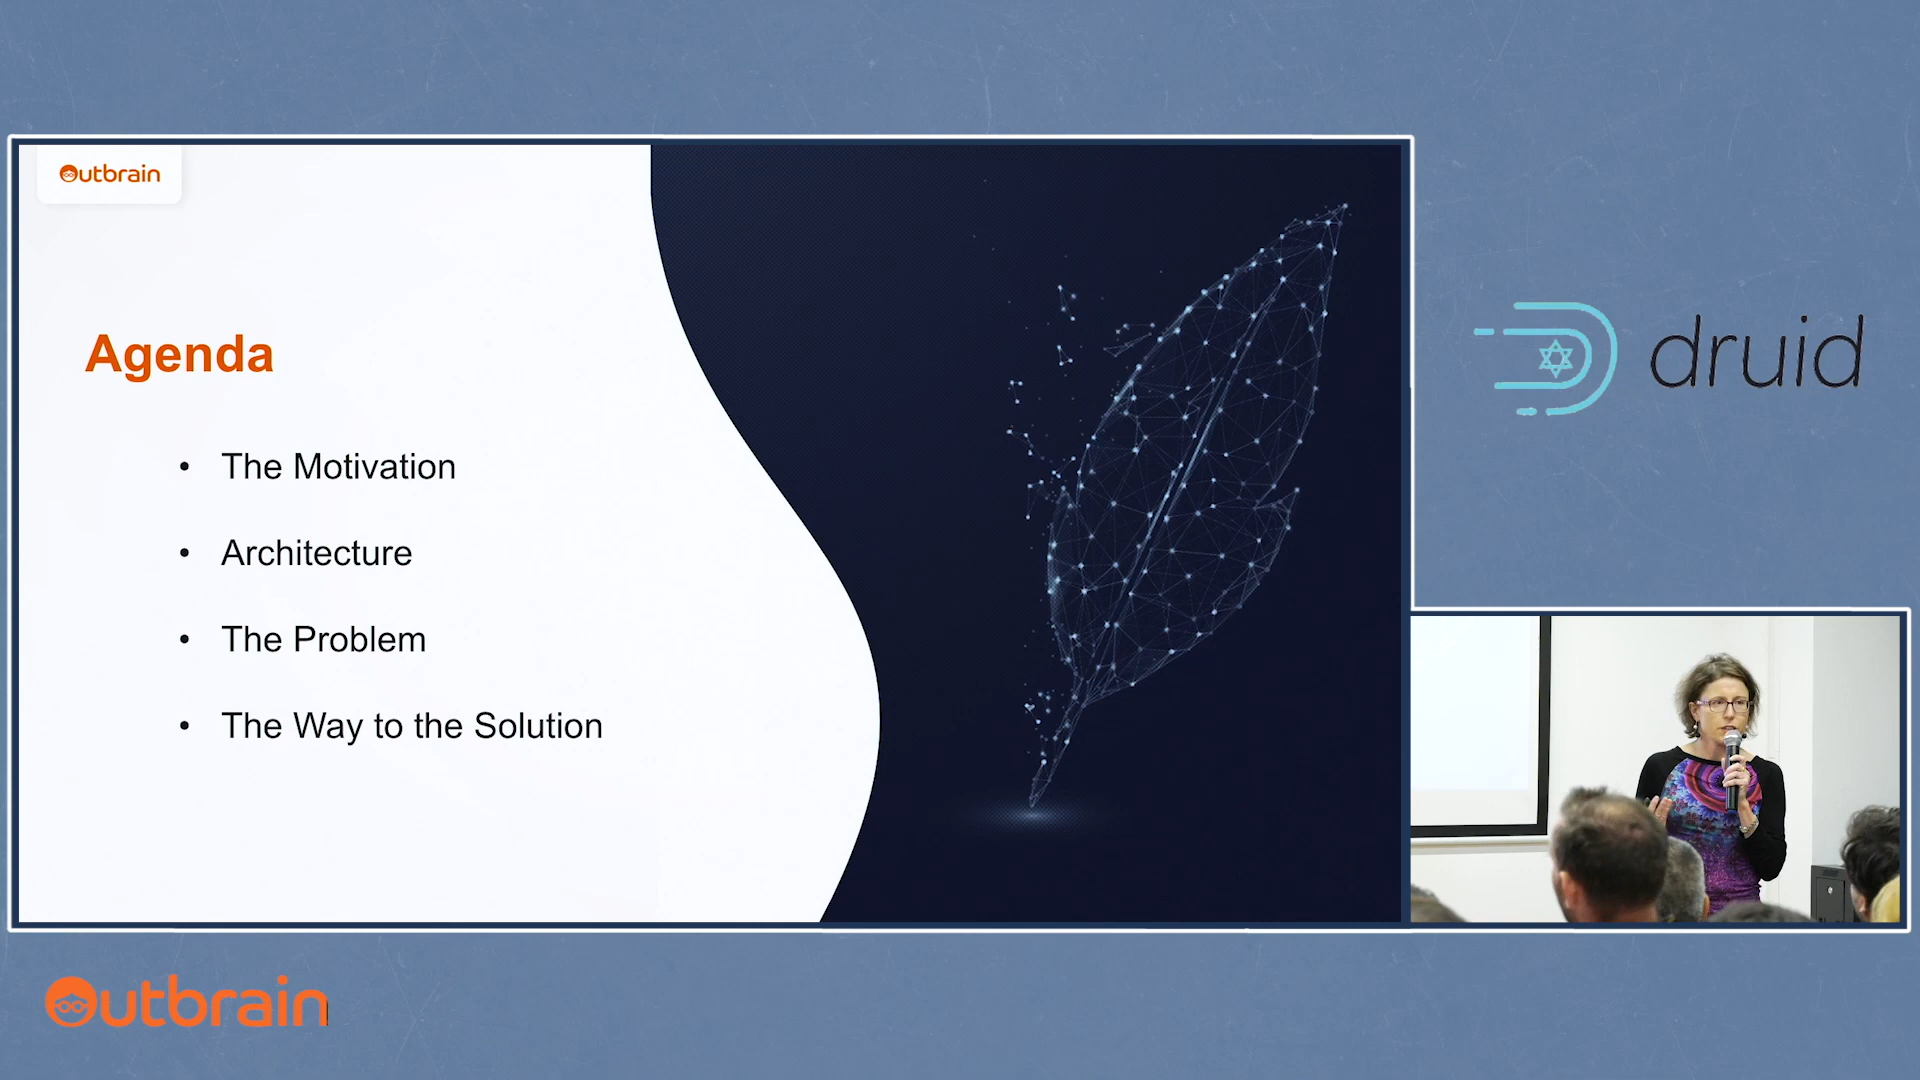 Outbrain
Agenda
• The Motivation
• Architecture
• The Problem
• The Way to the Solution
druid
Outbrain